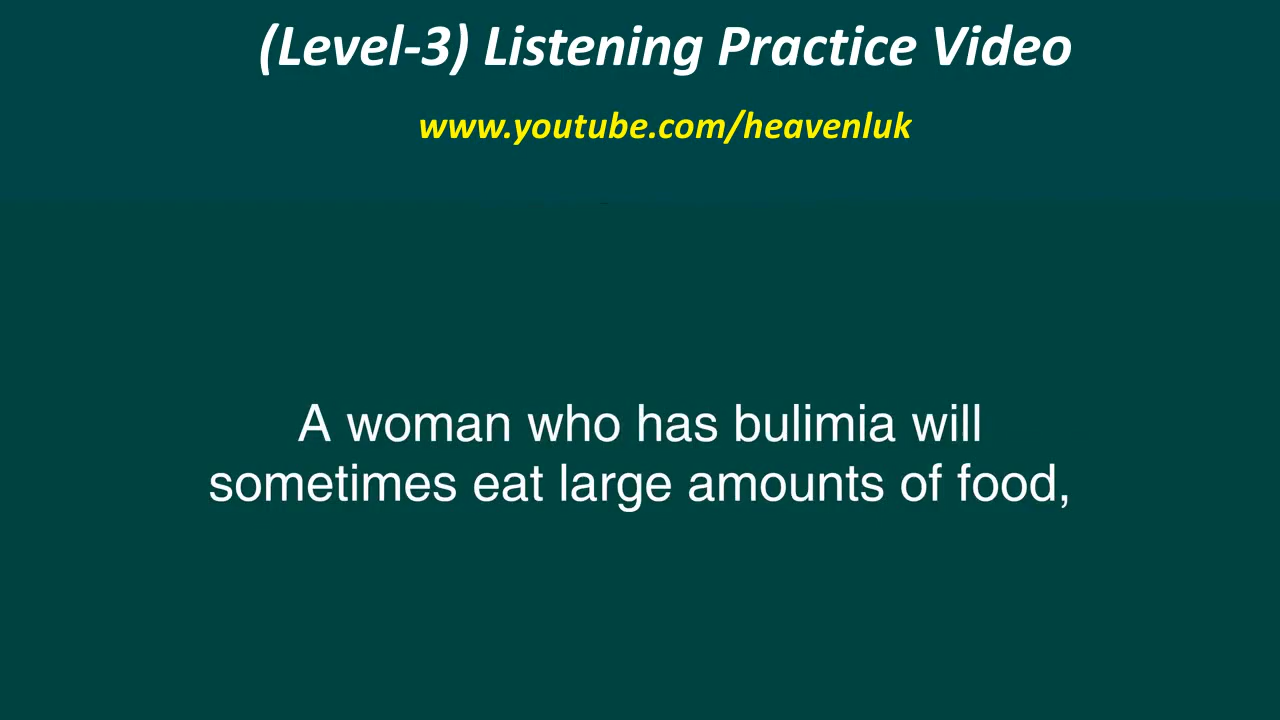 (Level-3) Listening Practice Video
www.youtube.com/heavenluk
A woman who has bulimia will
sometimes eat large amounts of food,